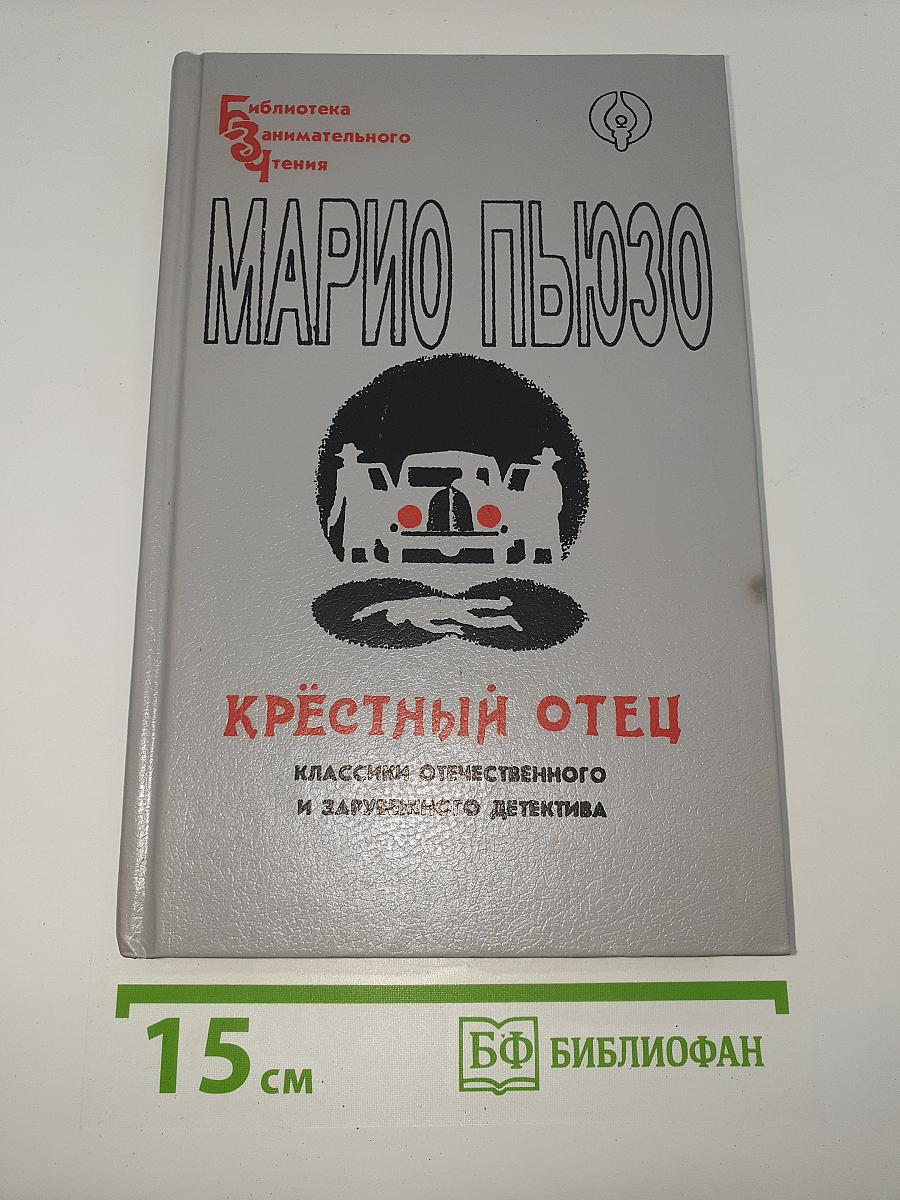 Библиотека
Занимательного
Чтения
МАРИО ПЬЮЗО
КРЁСТНЫЙ ОТЕЦ
КЛАССИКИ ОТЕЧЕСТВЕННОГО
И ЗАРУБЕЖНОГО ДЕТЕКТИВА
15 см
БФ БИБЛИОФАН